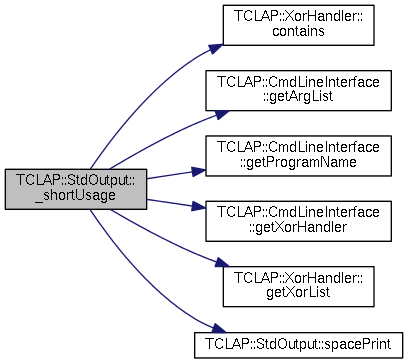 TCLAP::XorHandler::
contains
TCLAP::CmdLineInterface
::getArgList
TCLAP::CmdLineInterface
::getProgramName
TCLAP::StdOutput::
_shortUsage
TCLAP::CmdLineInterface
::getXorHandler
TCLAP::XorHandler::
getXorList
TCLAP::StdOutput::spacePrint